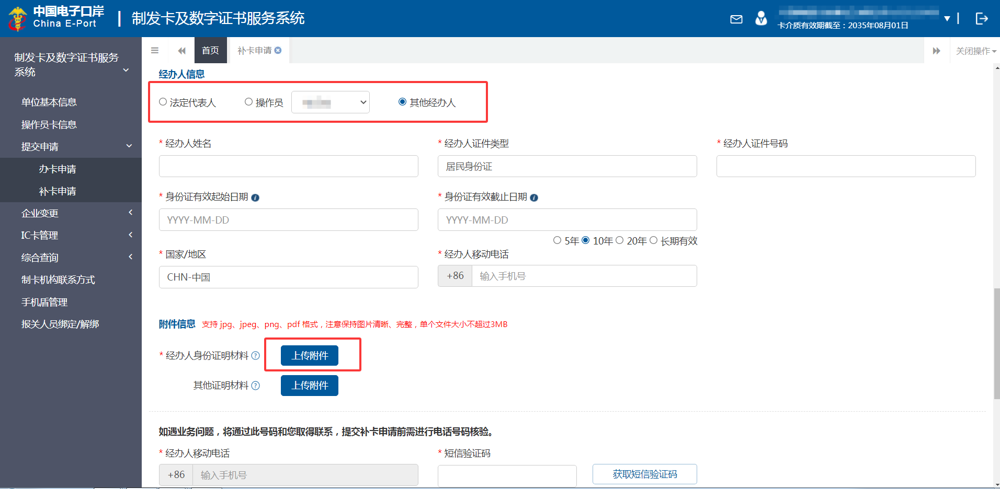 中国电子口岸
China E-Port
制发卡及数字证书服务系统
卡介质有效期截至：2035年08月01日
制发卡及数字证书服务
系统
单位基本信息
操作员卡信息
提交申请
办卡申请
补卡申请
企业变更
IC卡管理
综合查询
制卡机构联系方式
手机盾管理
报关人员绑定/解绑
首页
补卡申请
关闭操作
经办人信息
法定代表人
操作员
其他经办人
* 经办人姓名
* 经办人证件类型
* 经办人证件号码
居民身份证
* 身份证有效起始日期
* 身份证有效截止日期
YYYY-MM-DD
YYYY-MM-DD
5年 10年 20年 长期有效
* 国家/地区
* 经办人移动电话
CHN-中国
+86 输入手机号
附件信息 支持 jpg、jpeg、png、pdf 格式，注意保持图片清晰、完整，单个文件大小不超过3MB
* 经办人身份证明材料 上传附件
其他证明材料 上传附件
如遇业务问题，将通过此号码和您取得联系，提交补卡申请前需进行电话号码核验。
* 经办人移动电话
* 短信验证码
+86 输入手机号
获取短信验证码